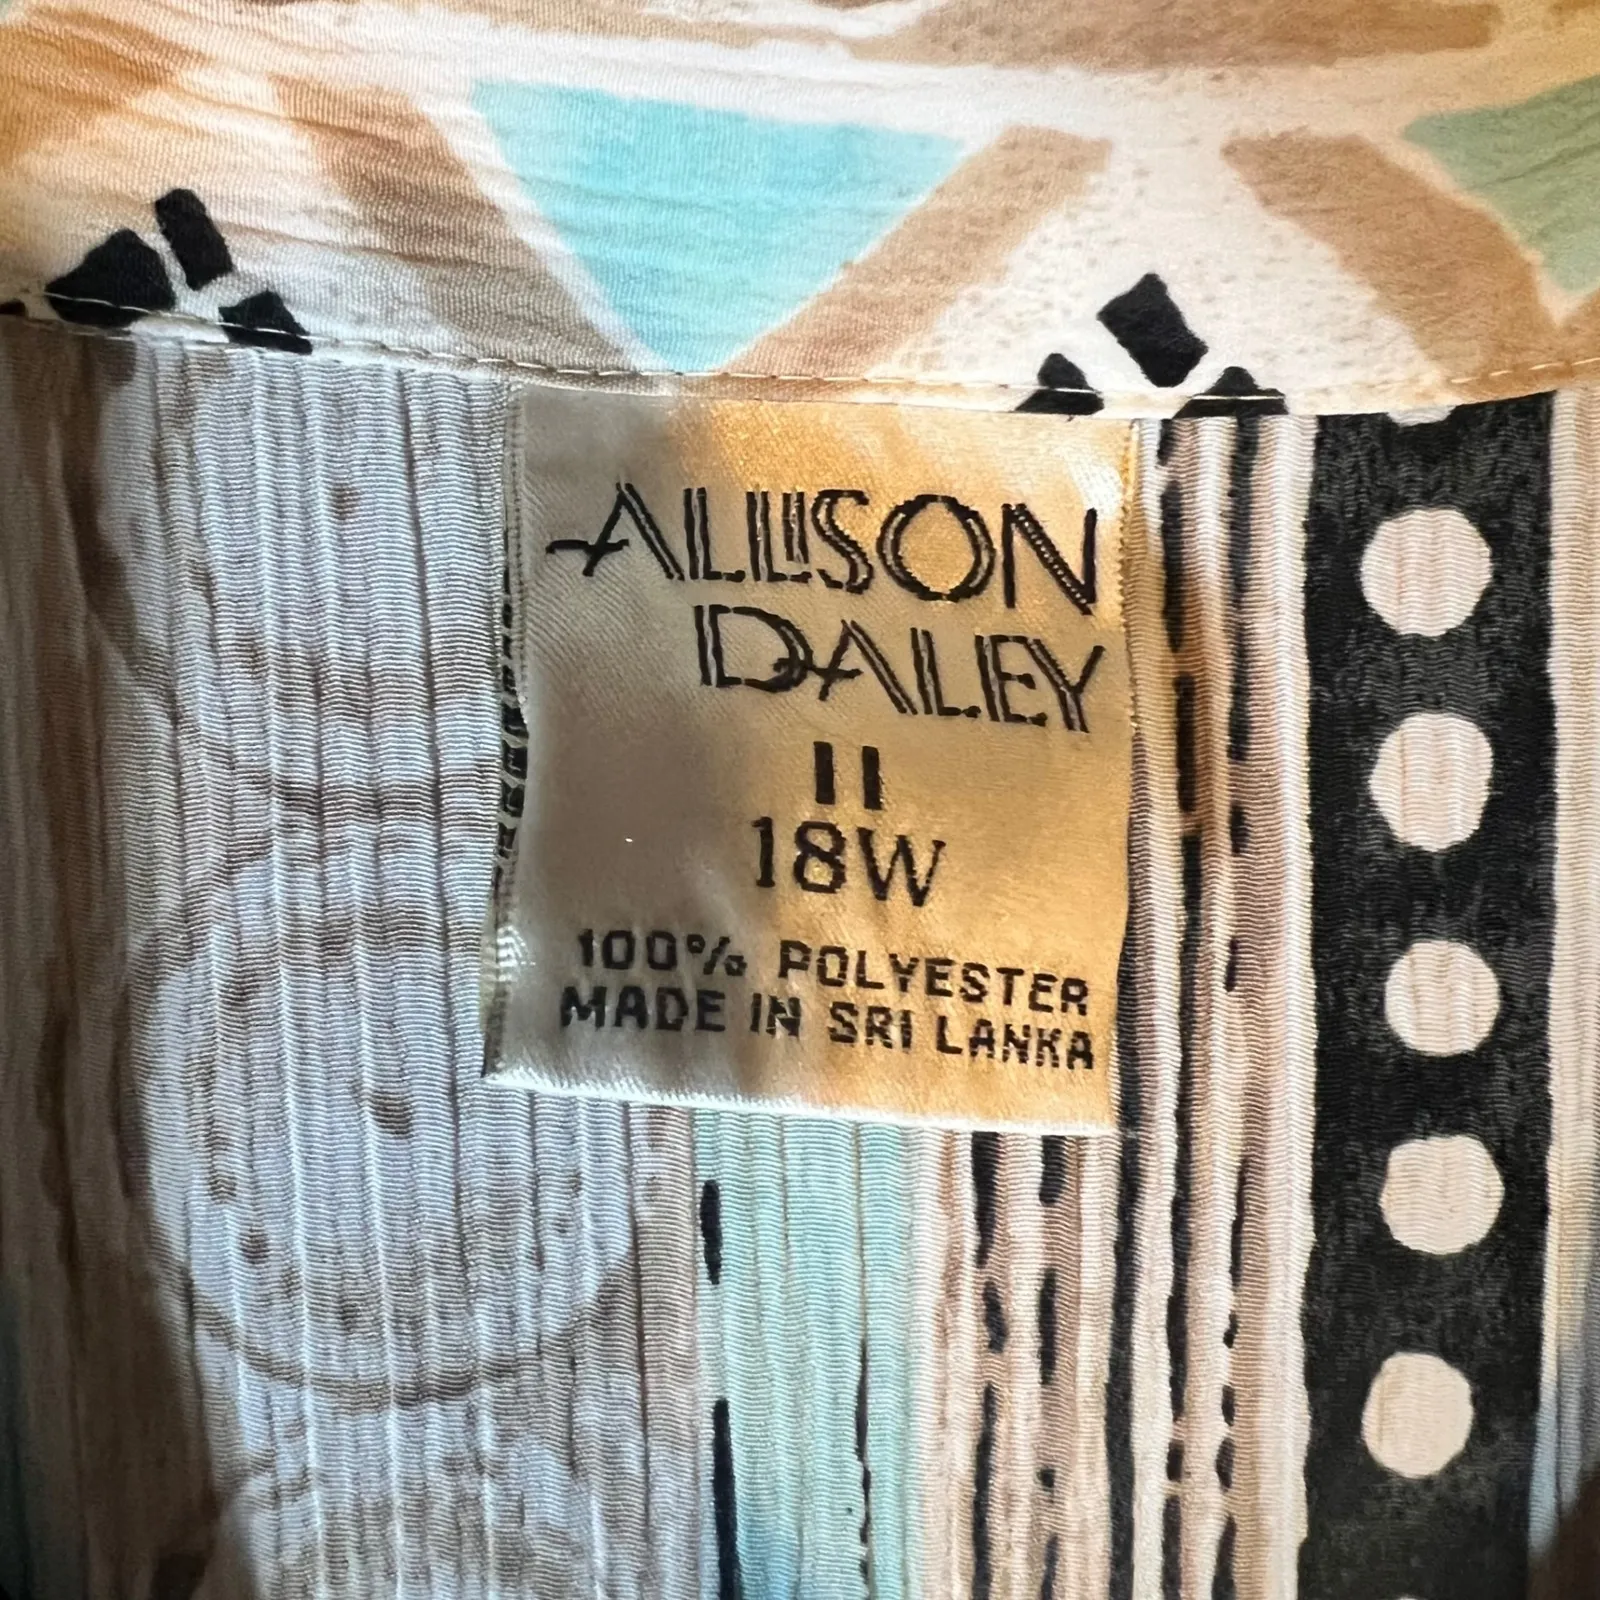 ALLISON
DALEY
II
18W
100% POLYESTER
MADE IN SRI LANKA